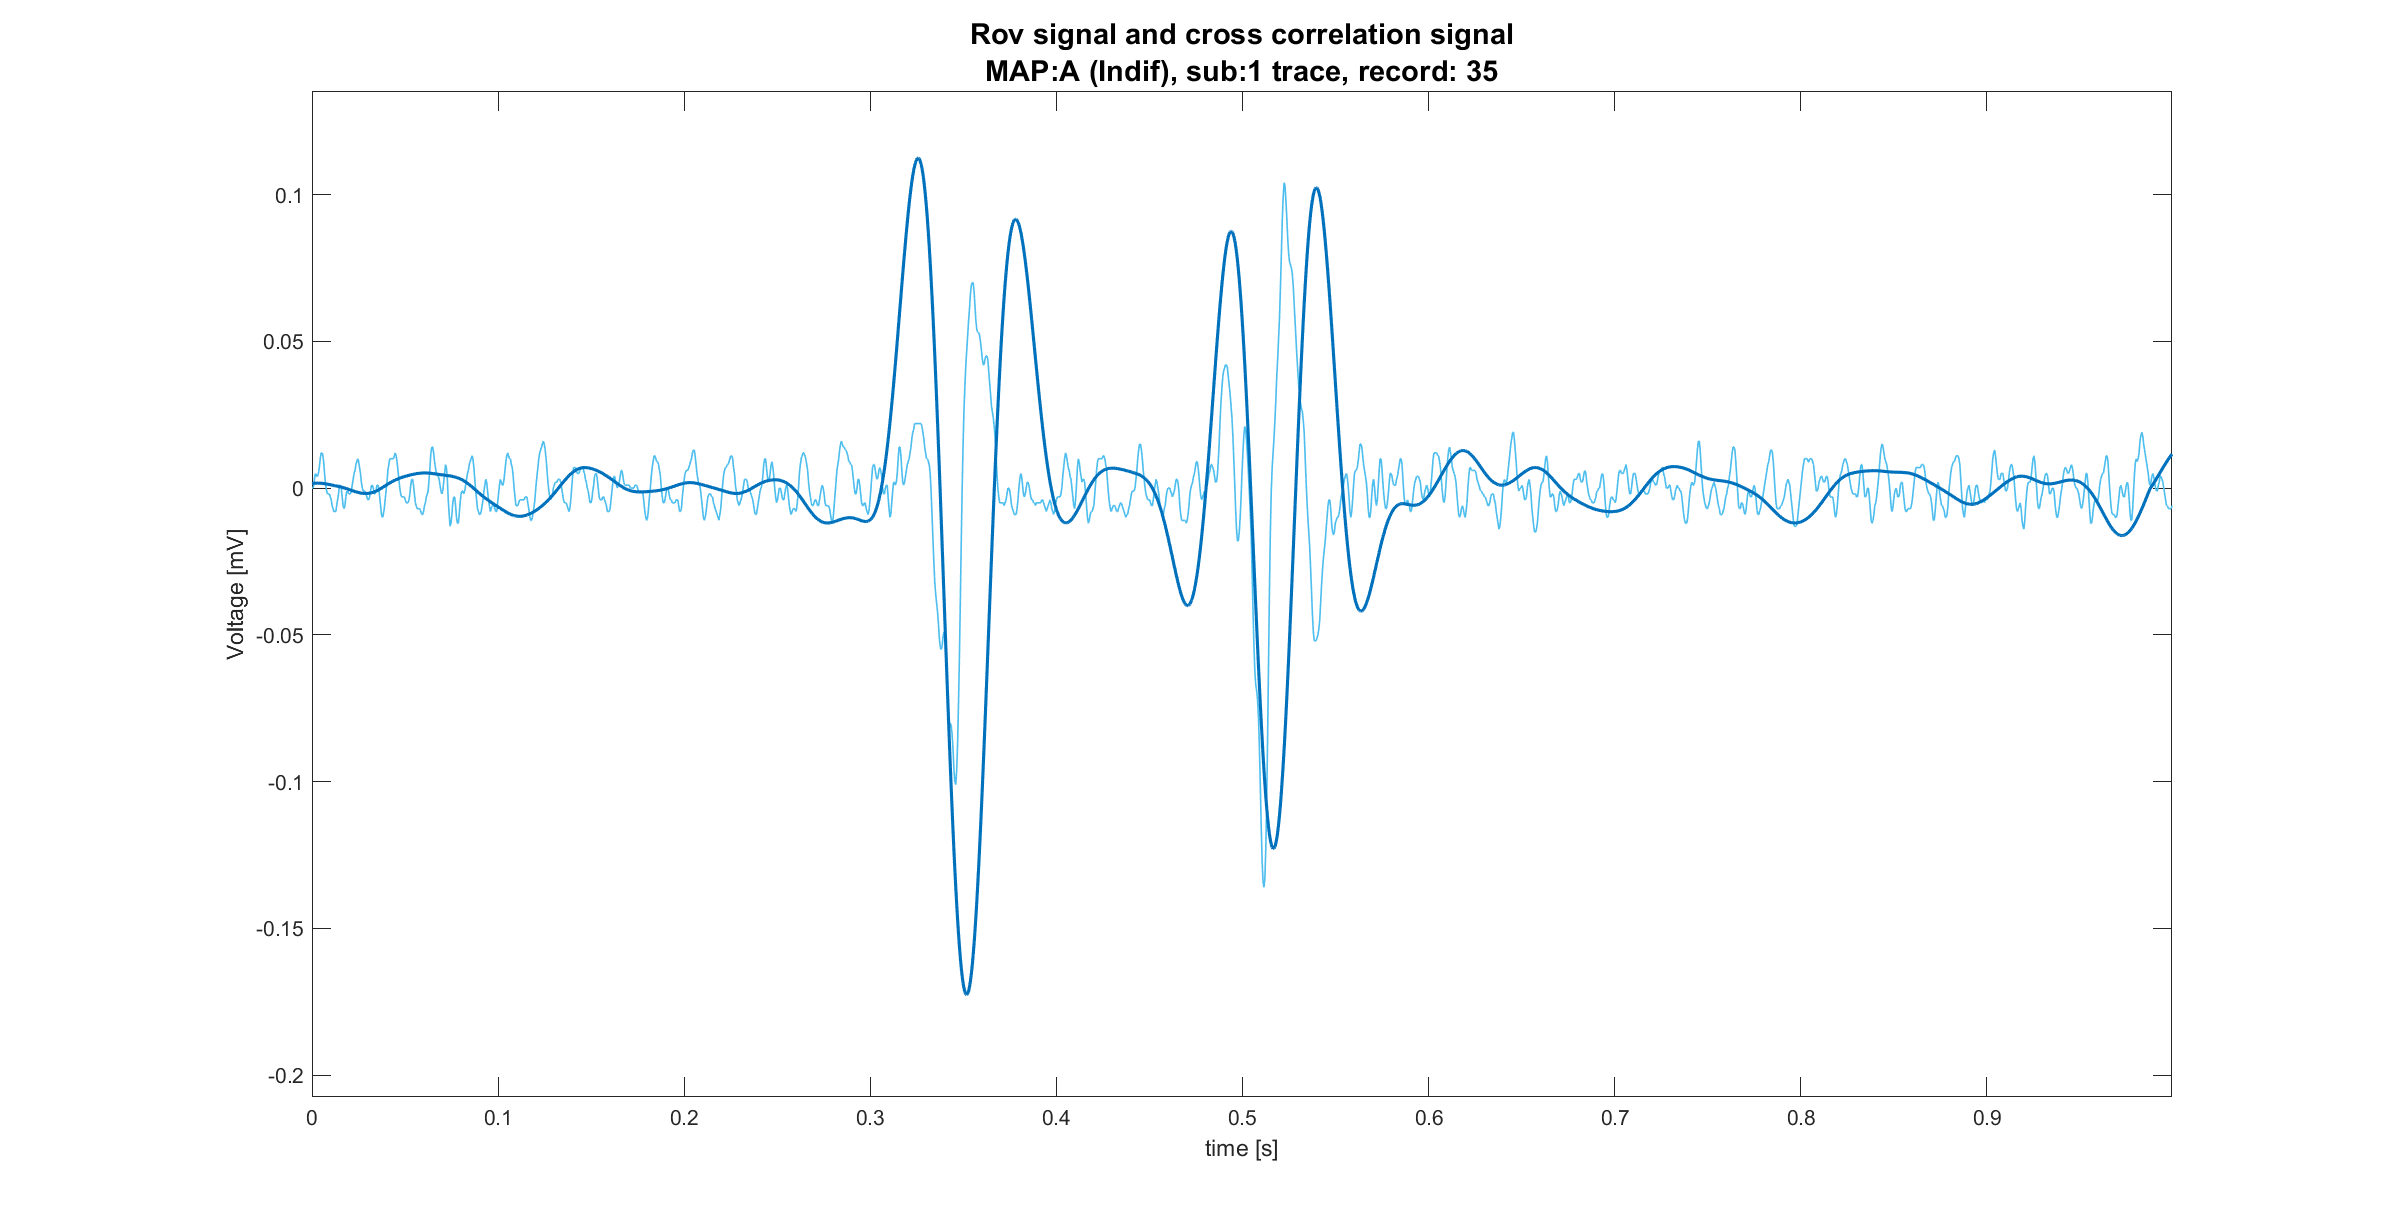 Rov signal and cross correlation signal
MAP:A (Indif), sub:1 trace, record: 35
0.1
0.05
0
-0.05
-0.1
-0.15
-0.2
Voltage [mV]
0 0.1 0.2 0.3 0.4 0.5 0.6 0.7 0.8 0.9
time [s]